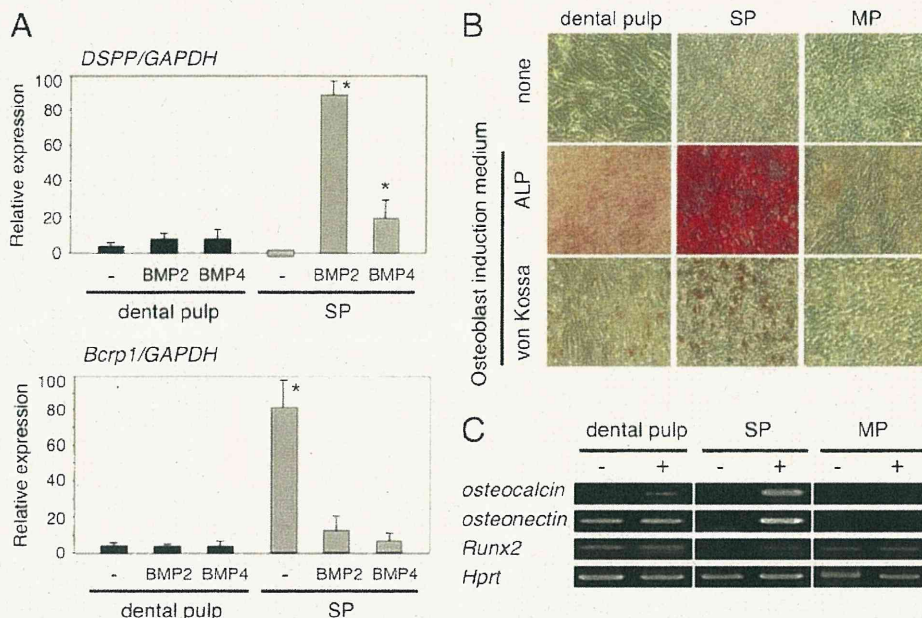 A
DSPP/GAPDH
Relative expression
100
80
60
40
20
0
*
*
- BMP2 BMP4 - BMP2 BMP4
dental pulp SP
Bcrp1/GAPDH
Relative expression
100
80
60
40
20
0
*
- BMP2 BMP4 - BMP2 BMP4
dental pulp SP
B
dental pulp SP MP
none
Osteoblast induction medium
ALP
von Kossa
C
dental pulp SP MP
- + - + - +
osteocalcin
osteonectin
Runx2
Hprt